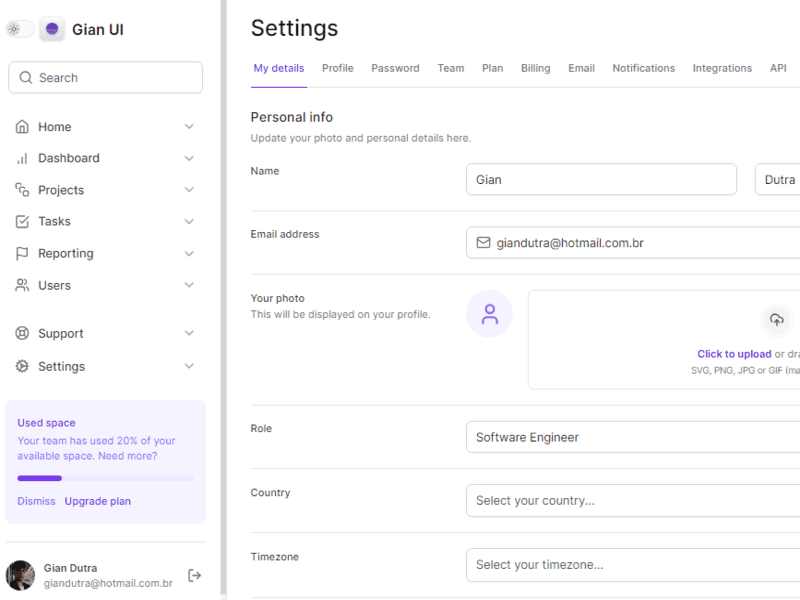 Gian UI
Search
Home
Dashboard
Projects
Tasks
Reporting
Users
Support
Settings
Used space
Your team has used 20% of your
available space. Need more?
Dismiss Upgrade plan
Gian Dutra
giandutra@hotmail.com.br
Settings
My details Profile Password Team Plan Billing Email Notifications Integrations API
Personal info
Update your photo and personal details here.
Name
Gian Dutra
Email address
giandutra@hotmail.com.br
Your photo
This will be displayed on your profile.
Click to upload or dra
SVG, PNG, JPG or GIF (ma
Role
Software Engineer
Country
Select your country...
Timezone
Select your timezone...